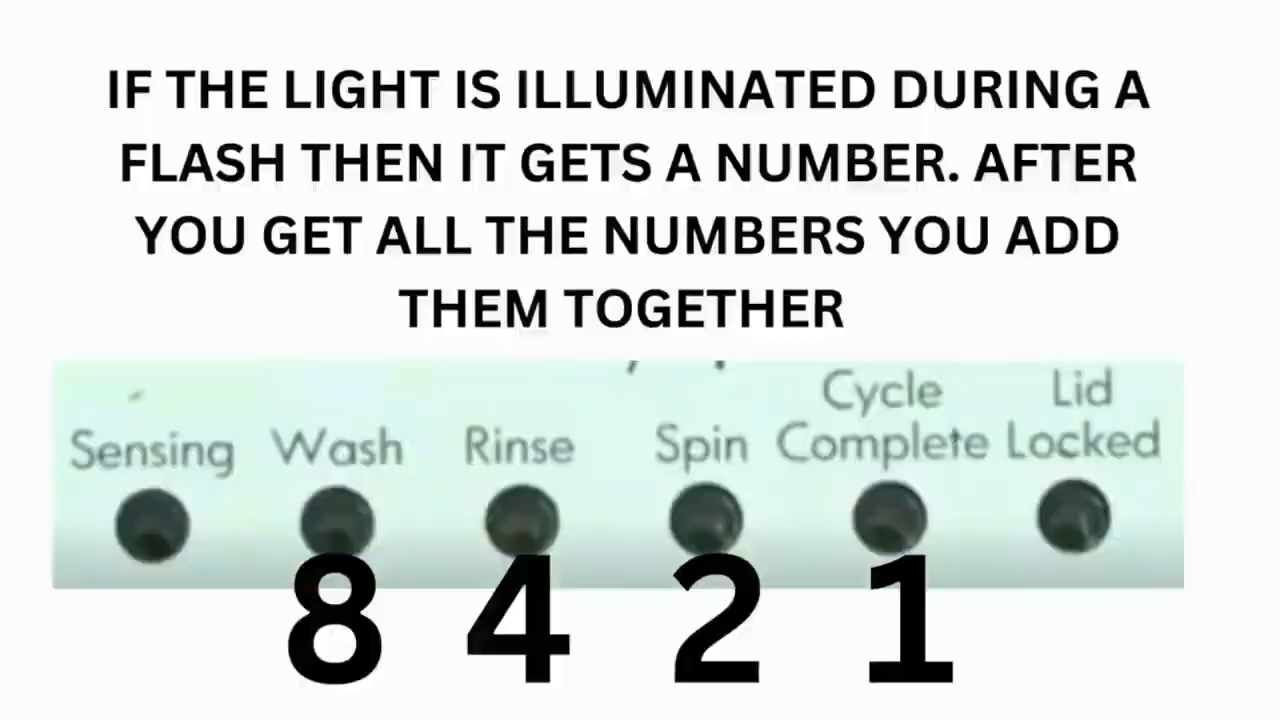 IF THE LIGHT IS ILLUMINATED DURING A
FLASH THEN IT GETS A NUMBER. AFTER
YOU GET ALL THE NUMBERS YOU ADD
THEM TOGETHER
Sensing Wash Rinse Spin Cycle Complete Lid Locked
8 4 2 1